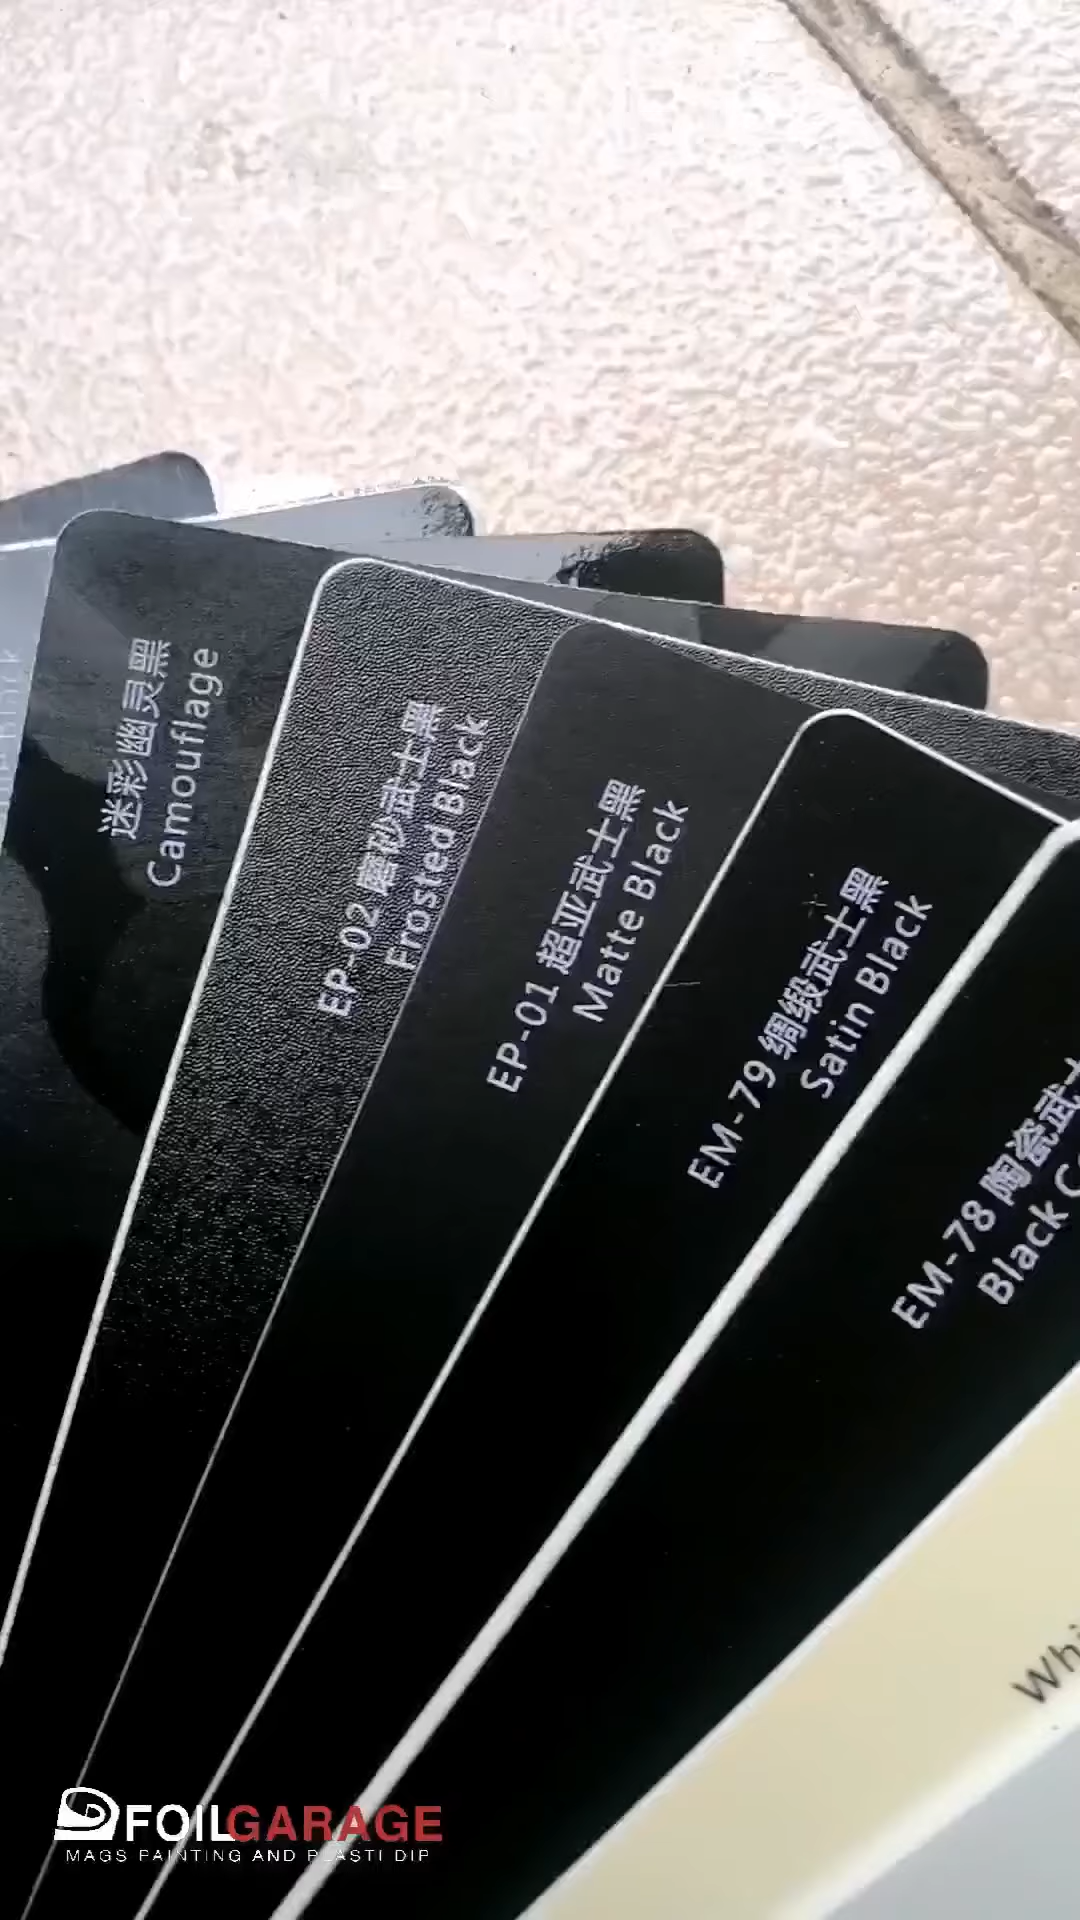 迷彩幽灵黑
Camouflage
EP-02 磨砂武士黑
Frosted Black
EP-01 超亚武士黑
Matte Black
EM-79 绸缎武士黑
Satin Black
EM-78 陶瓷武士
Black
FOILGARAGE
MAGS PAINTING AND PLASTI DIP